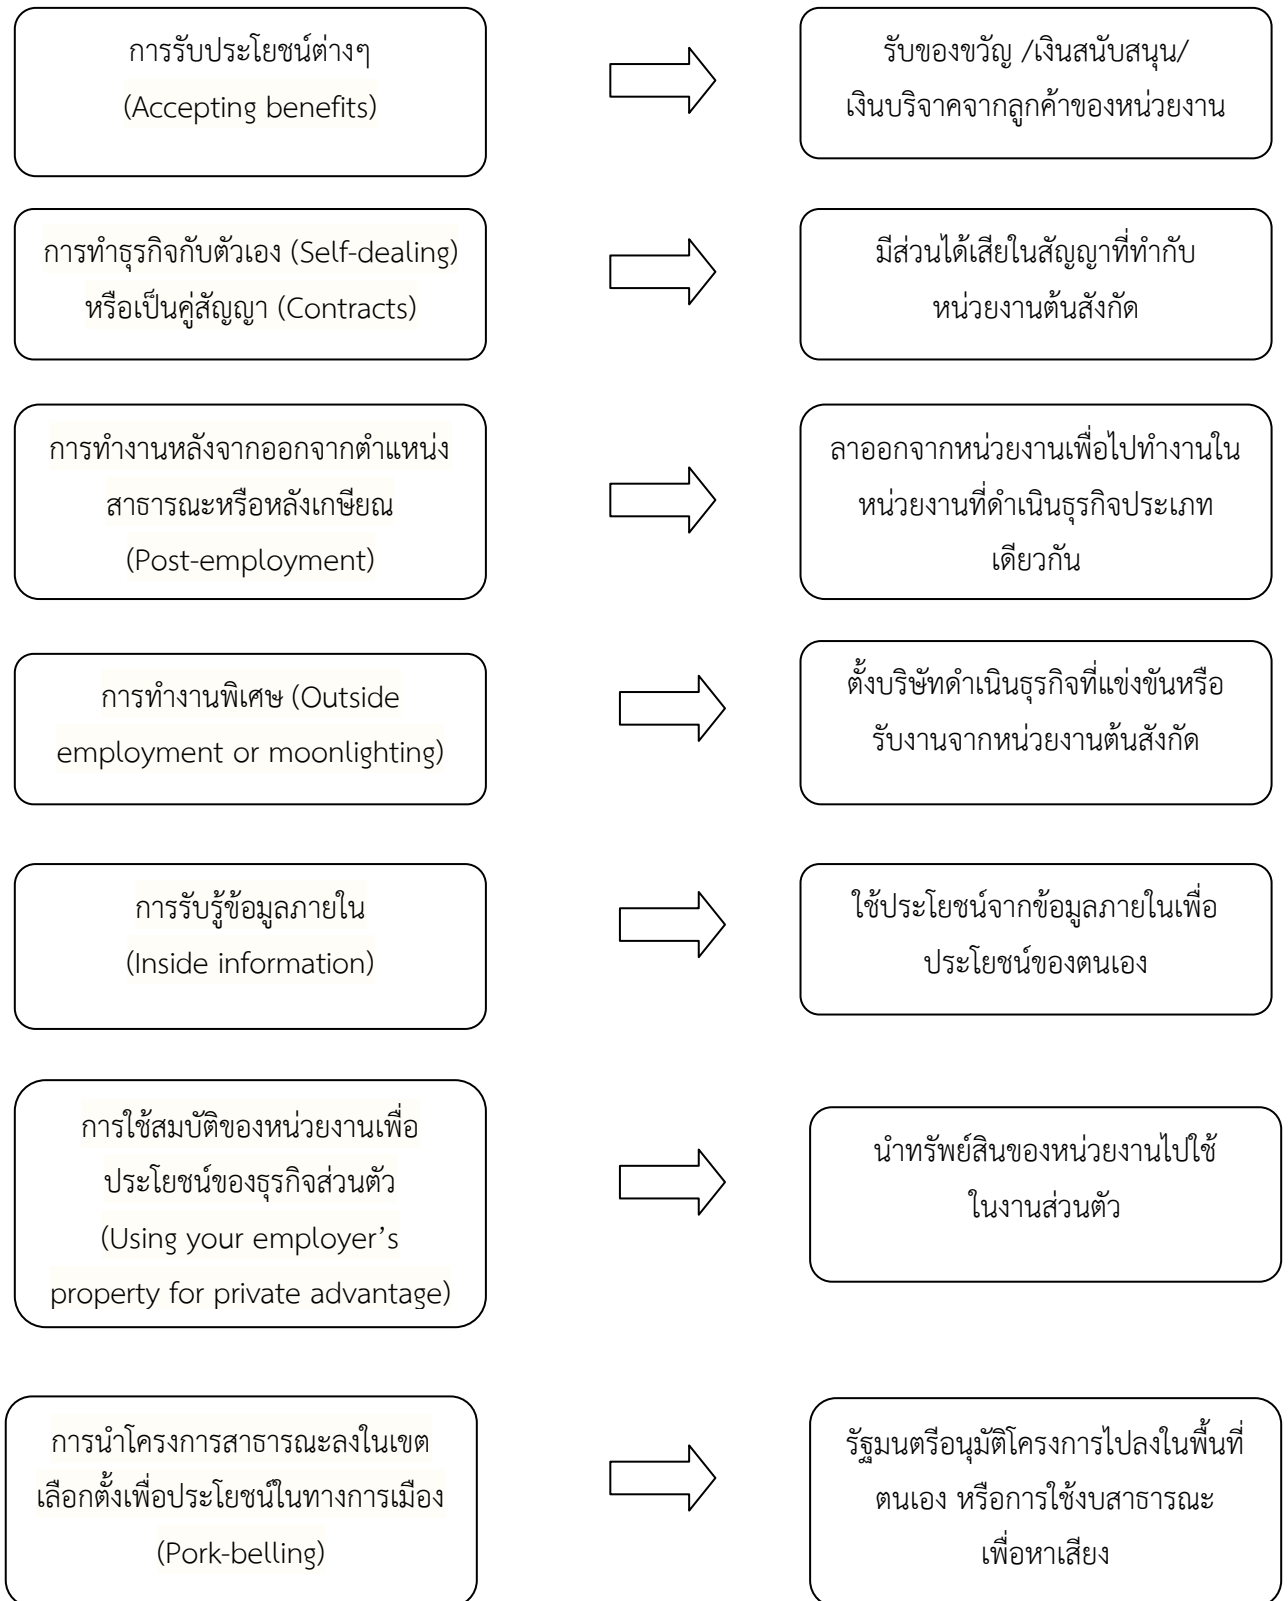 การรับประโยชน์ต่างๆ
(Accepting benefits)
รับของขวัญ /เงินสนับสนุน/
เงินบริจาคจากลูกค้าของหน่วยงาน
การทำธุรกิจกับตัวเอง (Self-dealing)
หรือเป็นคู่สัญญา (Contracts)
มีส่วนได้เสียในสัญญาที่ทำกับ
หน่วยงานต้นสังกัด
การทำงานหลังจากออกจากตำแหน่ง
สาธารณะหรือหลังเกษียณ
(Post-employment)
ลาออกจากหน่วยงานเพื่อไปทำงานใน
หน่วยงานที่ดำเนินธุรกิจประเภท
เดียวกัน
การทำงานพิเศษ (Outside
employment or moonlighting)
ตั้งบริษัทดำเนินธุรกิจที่แข่งขันหรือ
รับงานจากหน่วยงานต้นสังกัด
การรับรู้ข้อมูลภายใน
(Inside information)
ใช้ประโยชน์จากข้อมูลภายในเพื่อ
ประโยชน์ของตนเอง
การใช้สมบัติของหน่วยงานเพื่อ
ประโยชน์ของธุรกิจส่วนตัว
(Using your employer’s
property for private advantage)
นำทรัพย์สินของหน่วยงานไปใช้
ในงานส่วนตัว
การนำโครงการสาธารณะลงในเขต
เลือกตั้งเพื่อประโยชน์ในทางการเมือง
(Pork-belling)
รัฐมนตรีอนุมัติโครงการไปลงในพื้นที่
ตนเอง หรือการใช้งบสาธารณะ
เพื่อหาเสียง